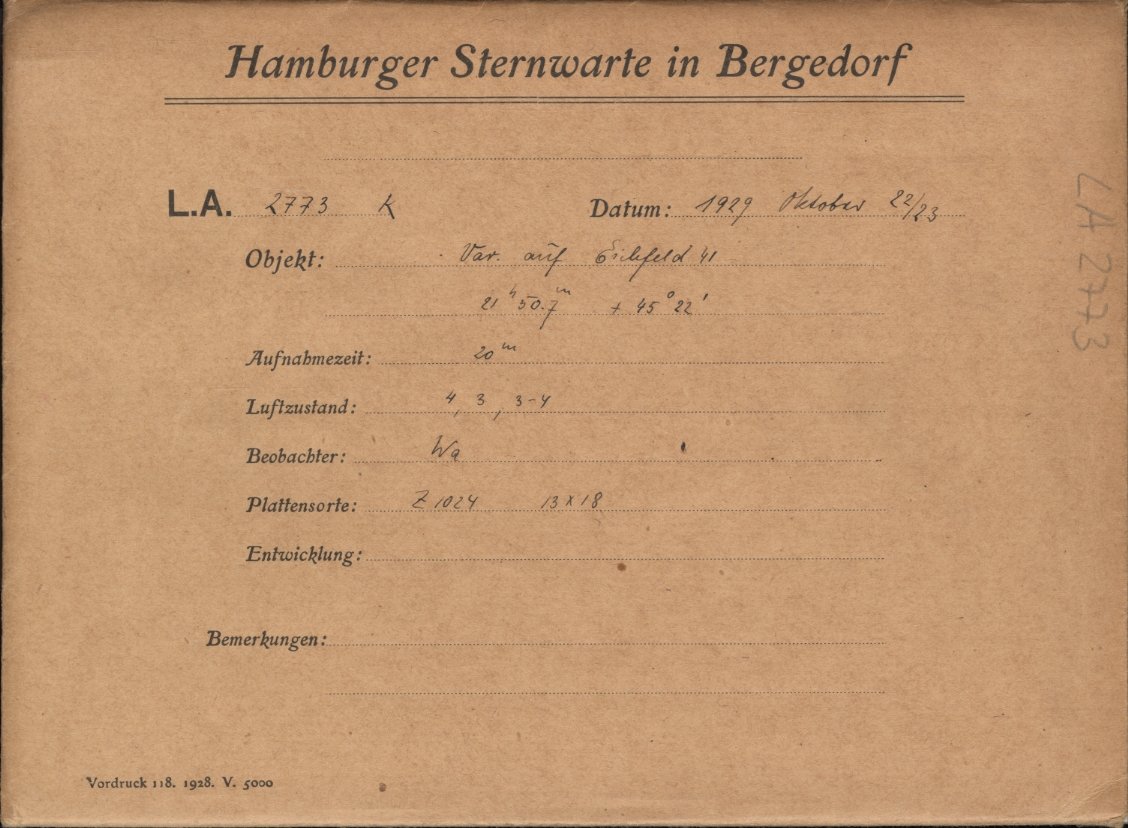 Hamburger Sternwarte in Bergedorf
L.A. 2773 K Datum: 1929 Oktober 22/23
Objekt: Var. auf Eichfeld 41
21ʰ 50.7ᵐ + 45° 22'
Aufnahmezeit: 20ᵐ
Luftzustand: 4, 3, 3-4
Beobachter: Wa
Plattensorte: Z 1024 13 x 18
Entwicklung:
Bemerkungen:
Vordruck 118. 1928. V. 5000
LA 2773